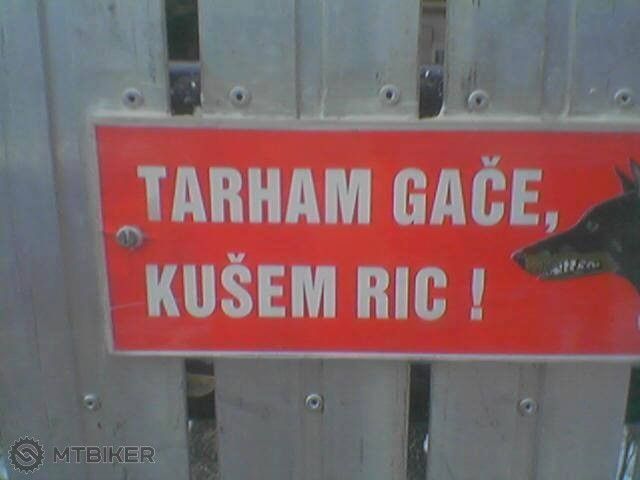 TARHAM GAČE,
KUŠEM RIC !
MTBIKER